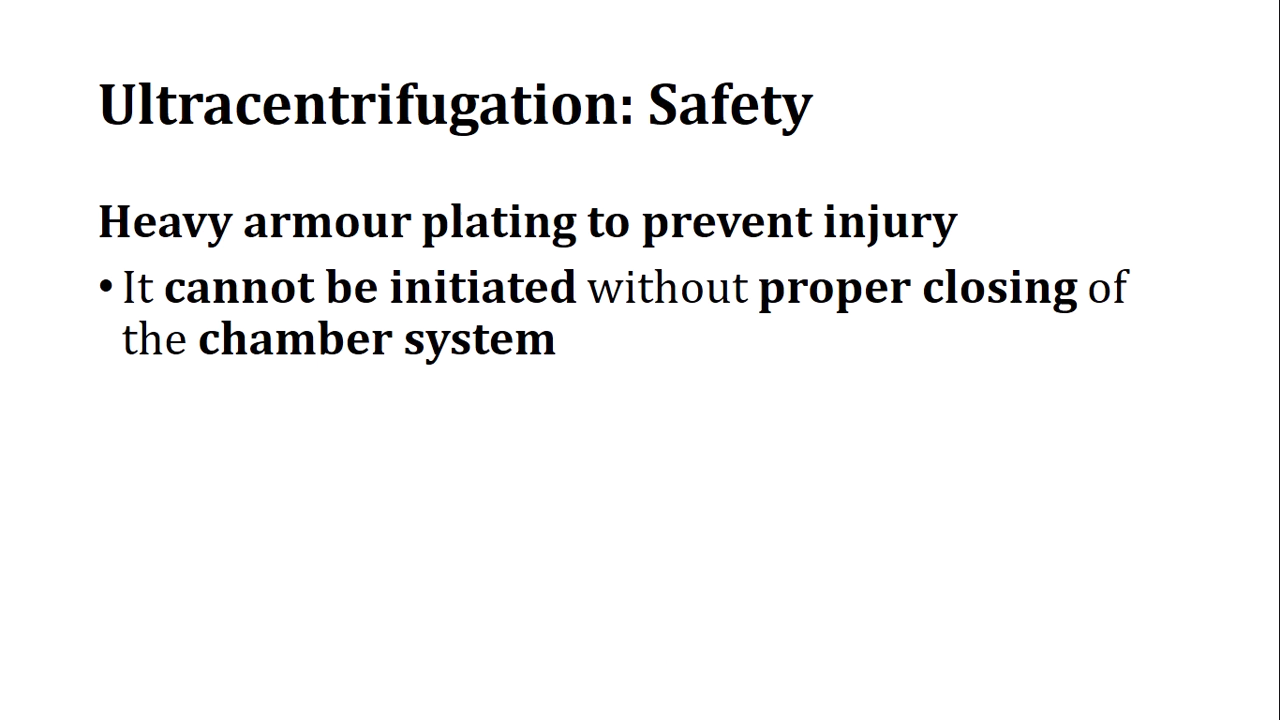 Ultracentrifugation: Safety
Heavy armour plating to prevent injury
• It cannot be initiated without proper closing of
the chamber system